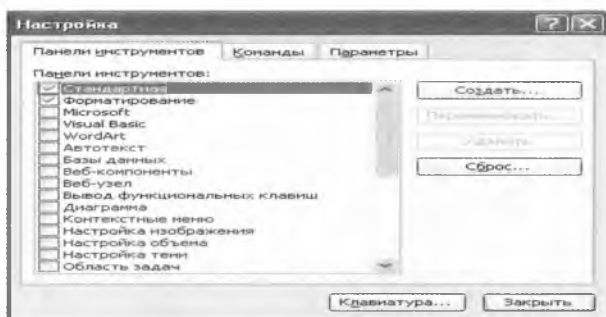 Настройка
Панели инструментов Команды Параметры
Панели инструментов:
Стандартная
Форматирование
Microsoft
Visual Basic
WordArt
Автотекст
Базы данных
Веб-компоненты
Веб-узел
Вывод функциональных клавиш
Диаграмма
Контекстные меню
Настройка изображения
Настройка объема
Настройка тени
Область задач
Создать...
Переименовать...
Удалить
Сброс...
Клавиатура... Закрыть